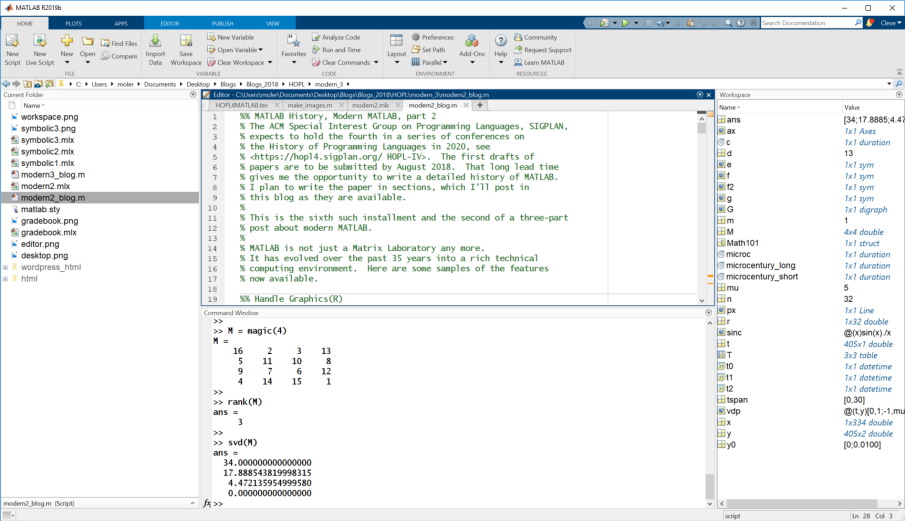 MATLAB R2019b
HOME PLOTS APPS EDITOR PUBLISH VIEW
Search Documentation
Cleve
New Script
New Live Script
New
Open
Find Files
Compare
Import Data
Save Workspace
New Variable
Open Variable
Clear Workspace
Favorites
Analyze Code
Run and Time
Clear Commands
Layout
Preferences
Set Path
Parallel
Add-Ons
Help
Community
Request Support
Learn MATLAB
FILE VARIABLE CODE ENVIRONMENT RESOURCES
C: Users moler Documents Desktop Blogs Blogs_2018 HOPL modern_3
Current Folder
Name
workspace.png
symbolic3.png
symbolic3.mlx
symbolic2.mlx
symbolic1.mlx
modern3_blog.m
modern2.mlx
modern2_blog.m
matlab.sty
gradebook.png
gradebook.mlx
editor.png
desktop.png
wordpress_html
html
modern2_blog.m (Script)
Editor - C:\Users\moler\Documents\Desktop\Blogs\Blogs_2018\HOPL\modern_3\modern2_blog.m
HOPL4MATLAB.tex make_images.m modern2.mlx modern2_blog.m
1 %% MATLAB History, Modern MATLAB, part 2
2 % The ACM Special Interest Group on Programming Languages, SIGPLAN,
3 % expects to hold the fourth in a series of conferences on
4 % the History of Programming Languages in 2020, see
5 % <https://hopl4.sigplan.org/ HOPL-IV>. The first drafts of
6 % papers are to be submitted by August 2018. That long lead time
7 % gives me the opportunity to write a detailed history of MATLAB.
8 % I plan to write the paper in sections, which I'll post in
9 % this blog as they are available.
10 %
11 % This is the sixth such installment and the second of a three-part
12 % post about modern MATLAB.
13 %
14 % MATLAB is not just a Matrix Laboratory any more.
15 % It has evolved over the past 35 years into a rich technical
16 % computing environment. Here are some samples of the features
17 % now available.
18
19 %% Handle Graphics(R)
Command Window
>>
>> M = magic(4)
M =
16 2 3 13
5 11 10 8
9 7 6 12
4 14 15 1
>>
>> rank(M)
ans =
3
>>
>> svd(M)
ans =
34.000000000000000
17.888543819998315
4.472135954999580
0.000000000000000
fx >>
Workspace
Name Value
ans [34;17.8885;4.47
ax 1x1 Axes
c 1x1 duration
d 13
e 1x1 sym
f 1x1 sym
f2 1x1 sym
g 1x1 sym
G 1x1 digraph
m 1
M 4x4 double
Math101 1x1 struct
microc 1x1 duration
microcentury_long 1x1 duration
microcentury_short 1x1 duration
mu 5
n 32
px 1x1 Line
r 1x32 double
sinc @(x)sin(x)./x
t 405x1 double
T 3x3 table
t0 1x1 datetime
t1 1x1 datetime
t2 1x1 datetime
tspan [0,30]
vdp @(t,y)[0,1;-1,mu
x 1x334 double
y 405x2 double
y0 [0;0.0100]
script Ln 28 Col 3